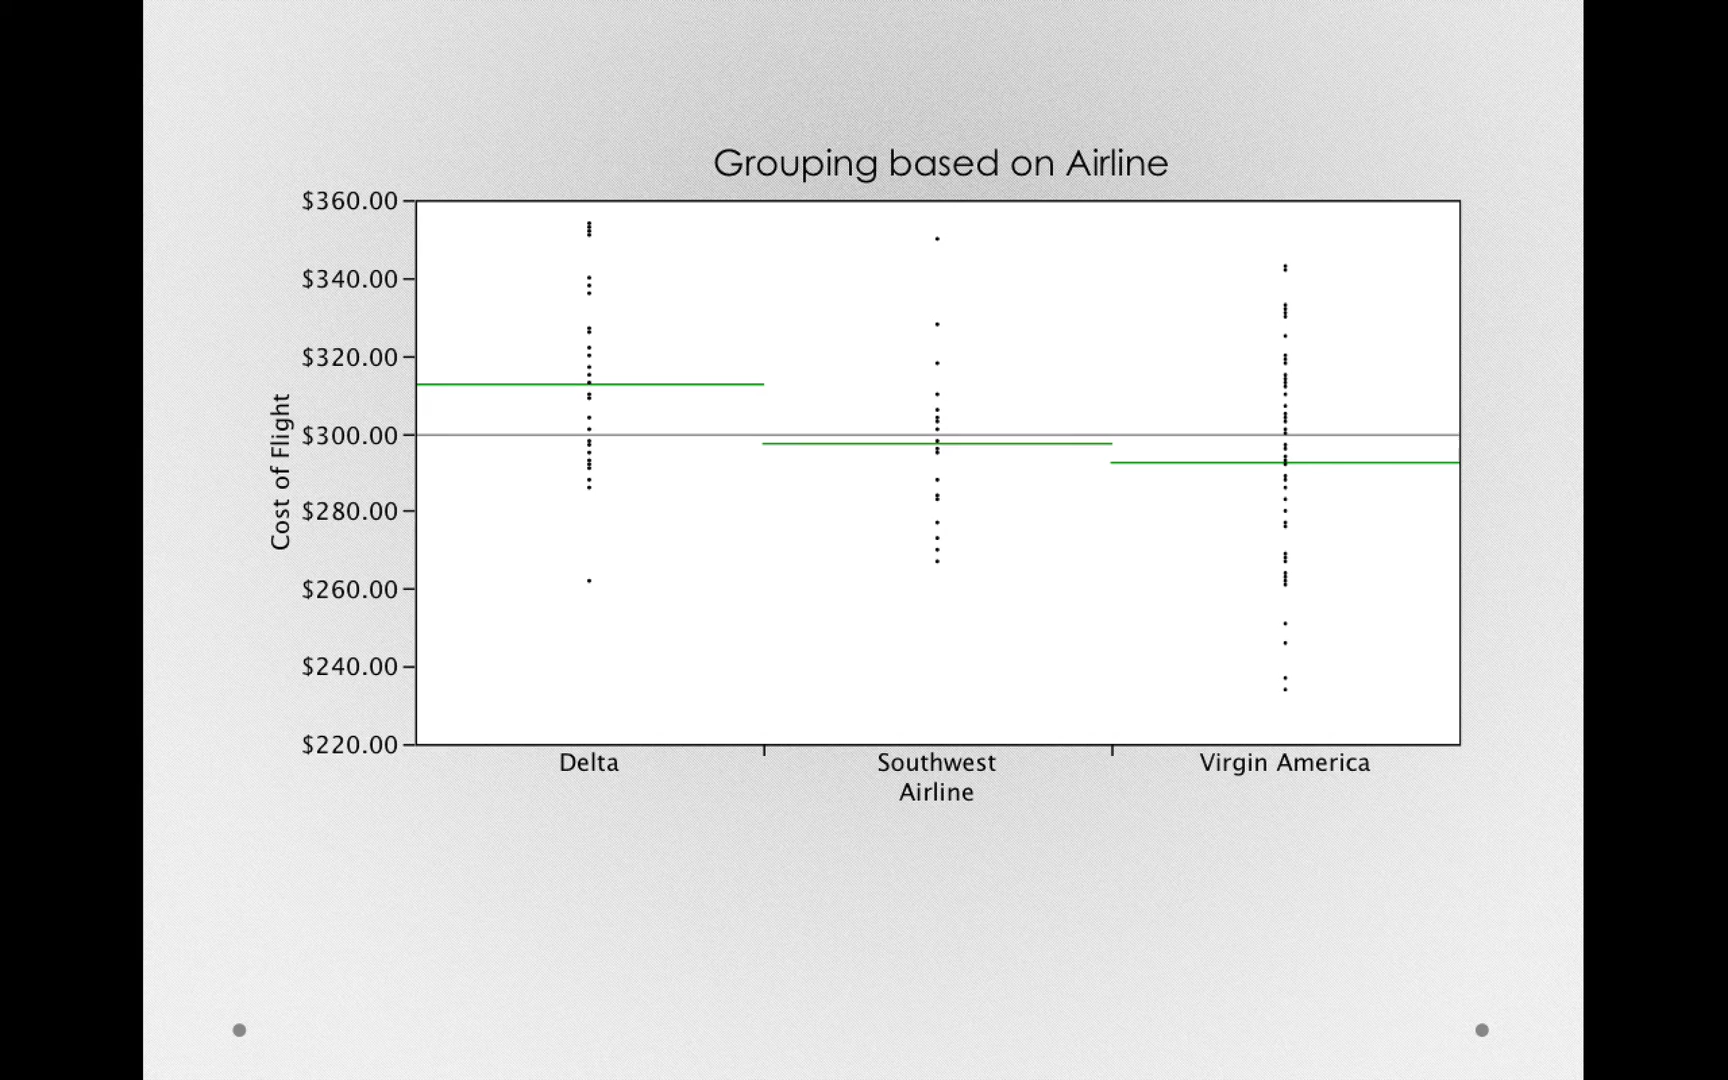 Grouping based on Airline
$360.00
$340.00
$320.00
$300.00
$280.00
$260.00
$240.00
$220.00
Cost of Flight
Delta
Southwest
Virgin America
Airline